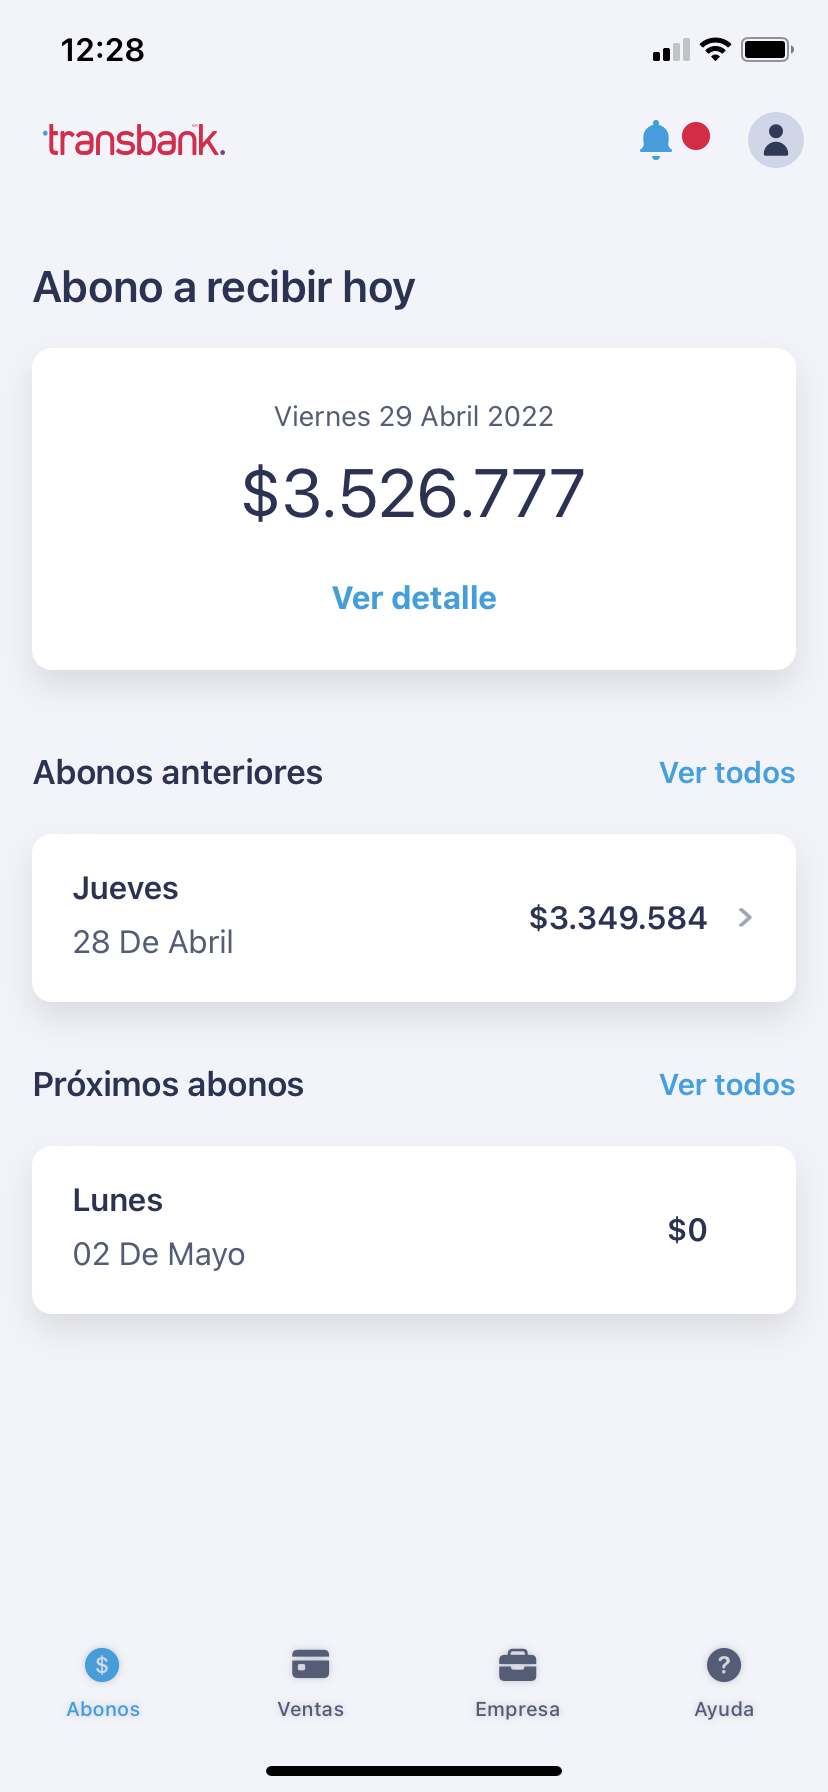 12:28
transbank.
Abono a recibir hoy
Viernes 29 Abril 2022
$3.526.777
Ver detalle
Abonos anteriores
Ver todos
Jueves
28 De Abril
$3.349.584
Próximos abonos
Ver todos
Lunes
02 De Mayo
$0
Abonos
Ventas
Empresa
Ayuda